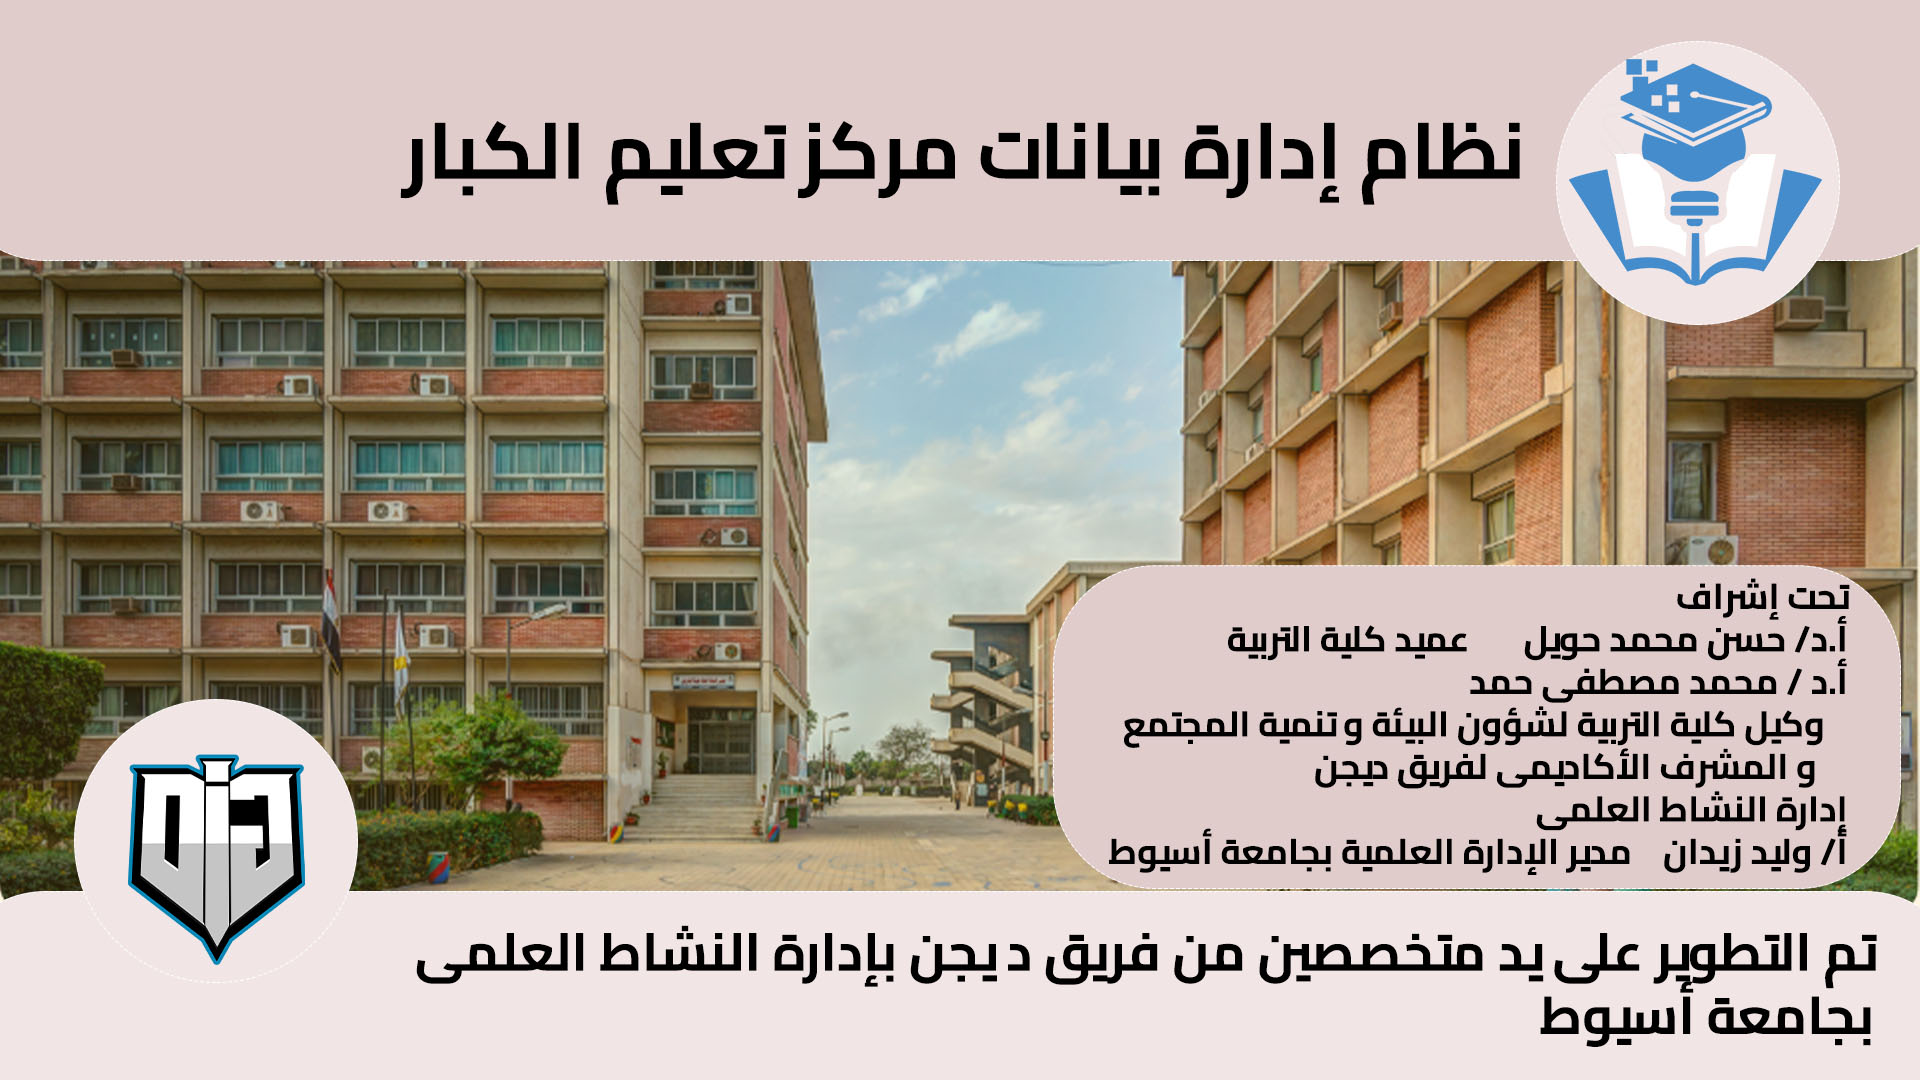 نظام إدارة بيانات مركز تعليم الكبار
تحت إشراف
أ.د/ حسن محمد حويل عميد كلية التربية
أ.د / محمد مصطفى حمد
وكيل كلية التربية لشؤون البيئة و تنمية المجتمع
و المشرف الأكاديمى لفريق ديجن
إدارة النشاط العلمى
أ/ وليد زيدان مدير الإدارة العلمية بجامعة أسيوط
تم التطوير على يد متخصصين من فريق ديجن بإدارة النشاط العلمى
بجامعة أسيوط